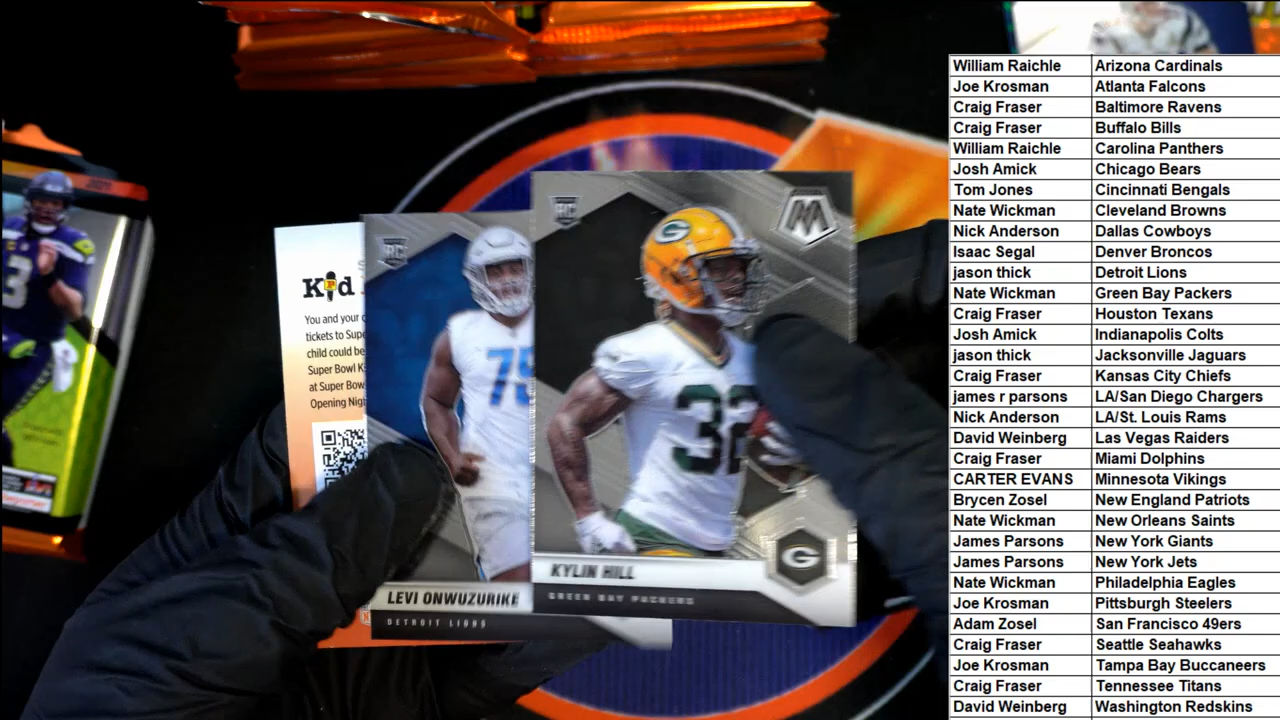 William Raichle Arizona Cardinals
Joe Krosman Atlanta Falcons
Craig Fraser Baltimore Ravens
Craig Fraser Buffalo Bills
William Raichle Carolina Panthers
Josh Amick Chicago Bears
Tom Jones Cincinnati Bengals
Nate Wickman Cleveland Browns
Nick Anderson Dallas Cowboys
Isaac Segal Denver Broncos
jason thick Detroit Lions
Nate Wickman Green Bay Packers
Craig Fraser Houston Texans
Josh Amick Indianapolis Colts
jason thick Jacksonville Jaguars
Craig Fraser Kansas City Chiefs
james r parsons LA/San Diego Chargers
Nick Anderson LA/St. Louis Rams
David Weinberg Las Vegas Raiders
Craig Fraser Miami Dolphins
CARTER EVANS Minnesota Vikings
Brycen Zosel New England Patriots
Nate Wickman New Orleans Saints
James Parsons New York Giants
James Parsons New York Jets
Nate Wickman Philadelphia Eagles
Joe Krosman Pittsburgh Steelers
Adam Zosel San Francisco 49ers
Craig Fraser Seattle Seahawks
Joe Krosman Tampa Bay Buccaneers
Craig Fraser Tennessee Titans
David Weinberg Washington Redskins
Kid
You and your
tickets to
child could be
Super Bowl
at Super Bow
Opening
RC
75
LEVI ONWUZURIKE
DETROIT LIONS
RC
G
32
G
KYLIN HILL
GREEN BAY PACKERS
3